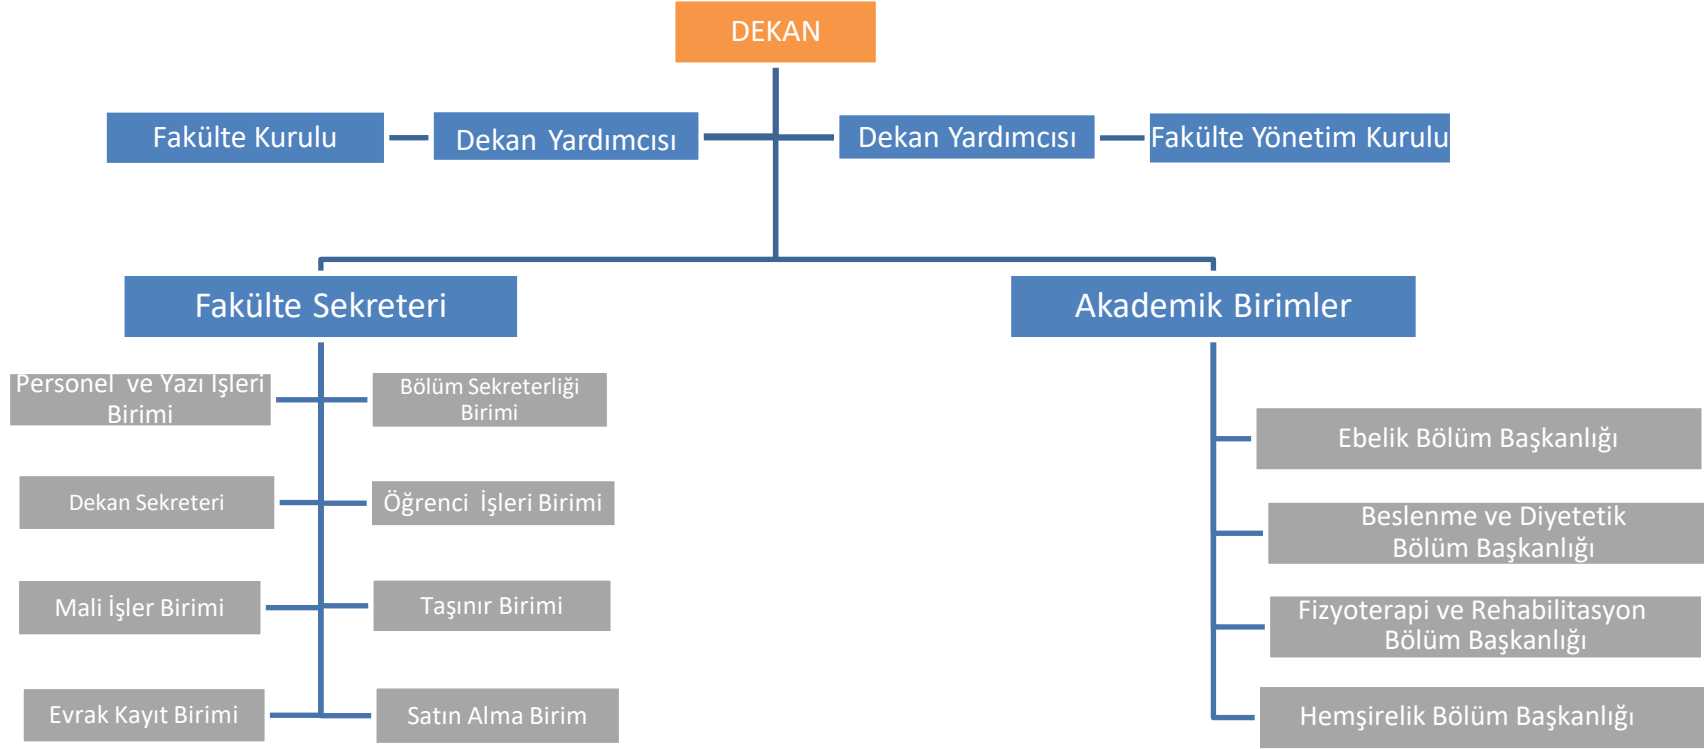 DEKAN
Fakülte Kurulu
Dekan Yardımcısı
Dekan Yardımcısı
Fakülte Yönetim Kurulu
Fakülte Sekreteri
Akademik Birimler
Personel ve Yazı İşleri
Birimi
Bölüm Sekreterliği
Birimi
Dekan Sekreteri
Öğrenci İşleri Birimi
Mali İşler Birimi
Taşınır Birimi
Evrak Kayıt Birimi
Satın Alma Birim
Ebelik Bölüm Başkanlığı
Beslenme ve Diyetetik
Bölüm Başkanlığı
Fizyoterapi ve Rehabilitasyon
Bölüm Başkanlığı
Hemşirelik Bölüm Başkanlığı